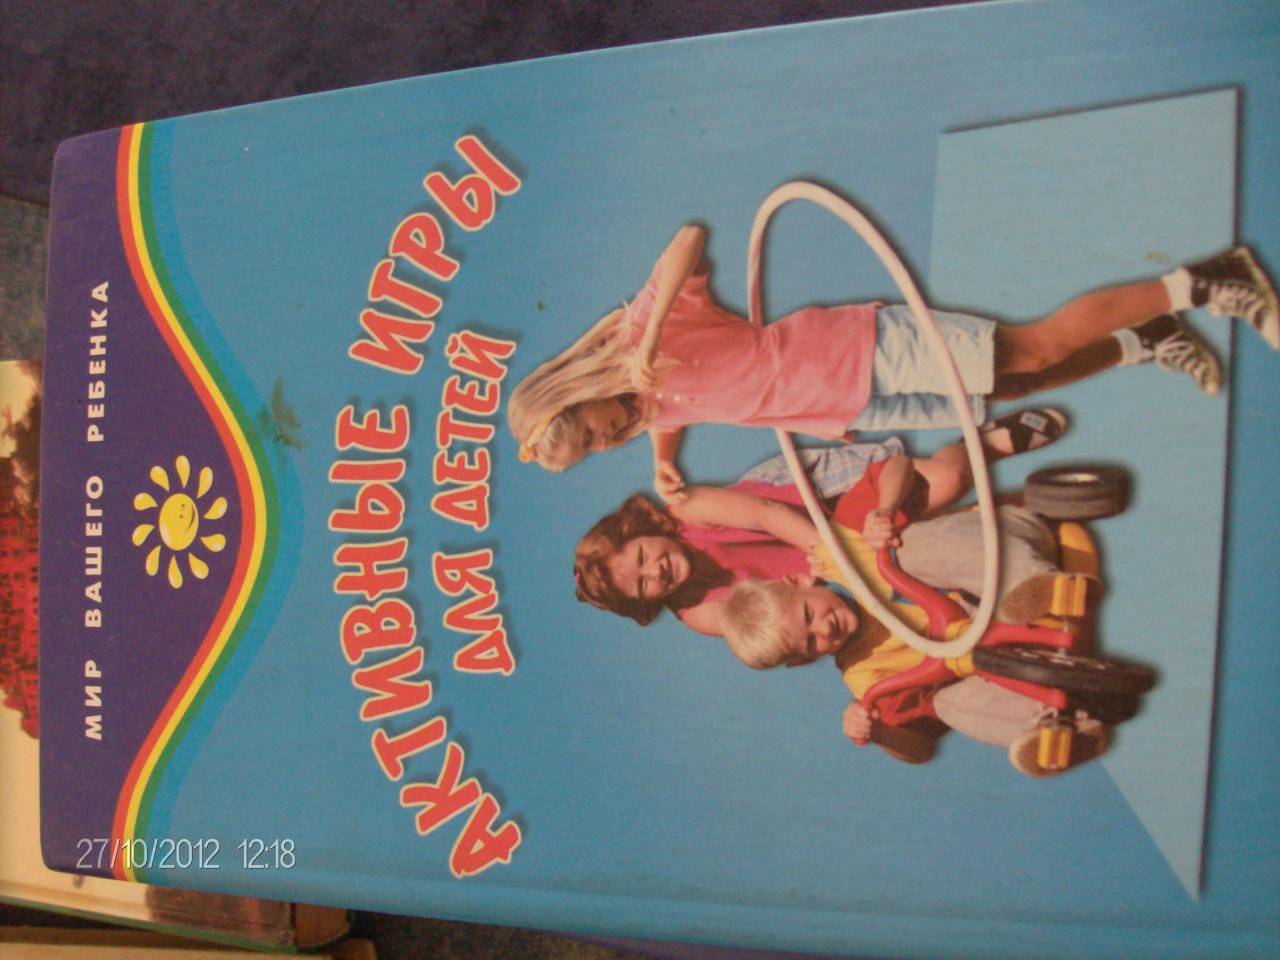 МИР ВАШЕГО РЕБЕНКА
АКТИВНЫЕ ИГРЫ
ДЛЯ ДЕТЕЙ
27/10/2012 12:18